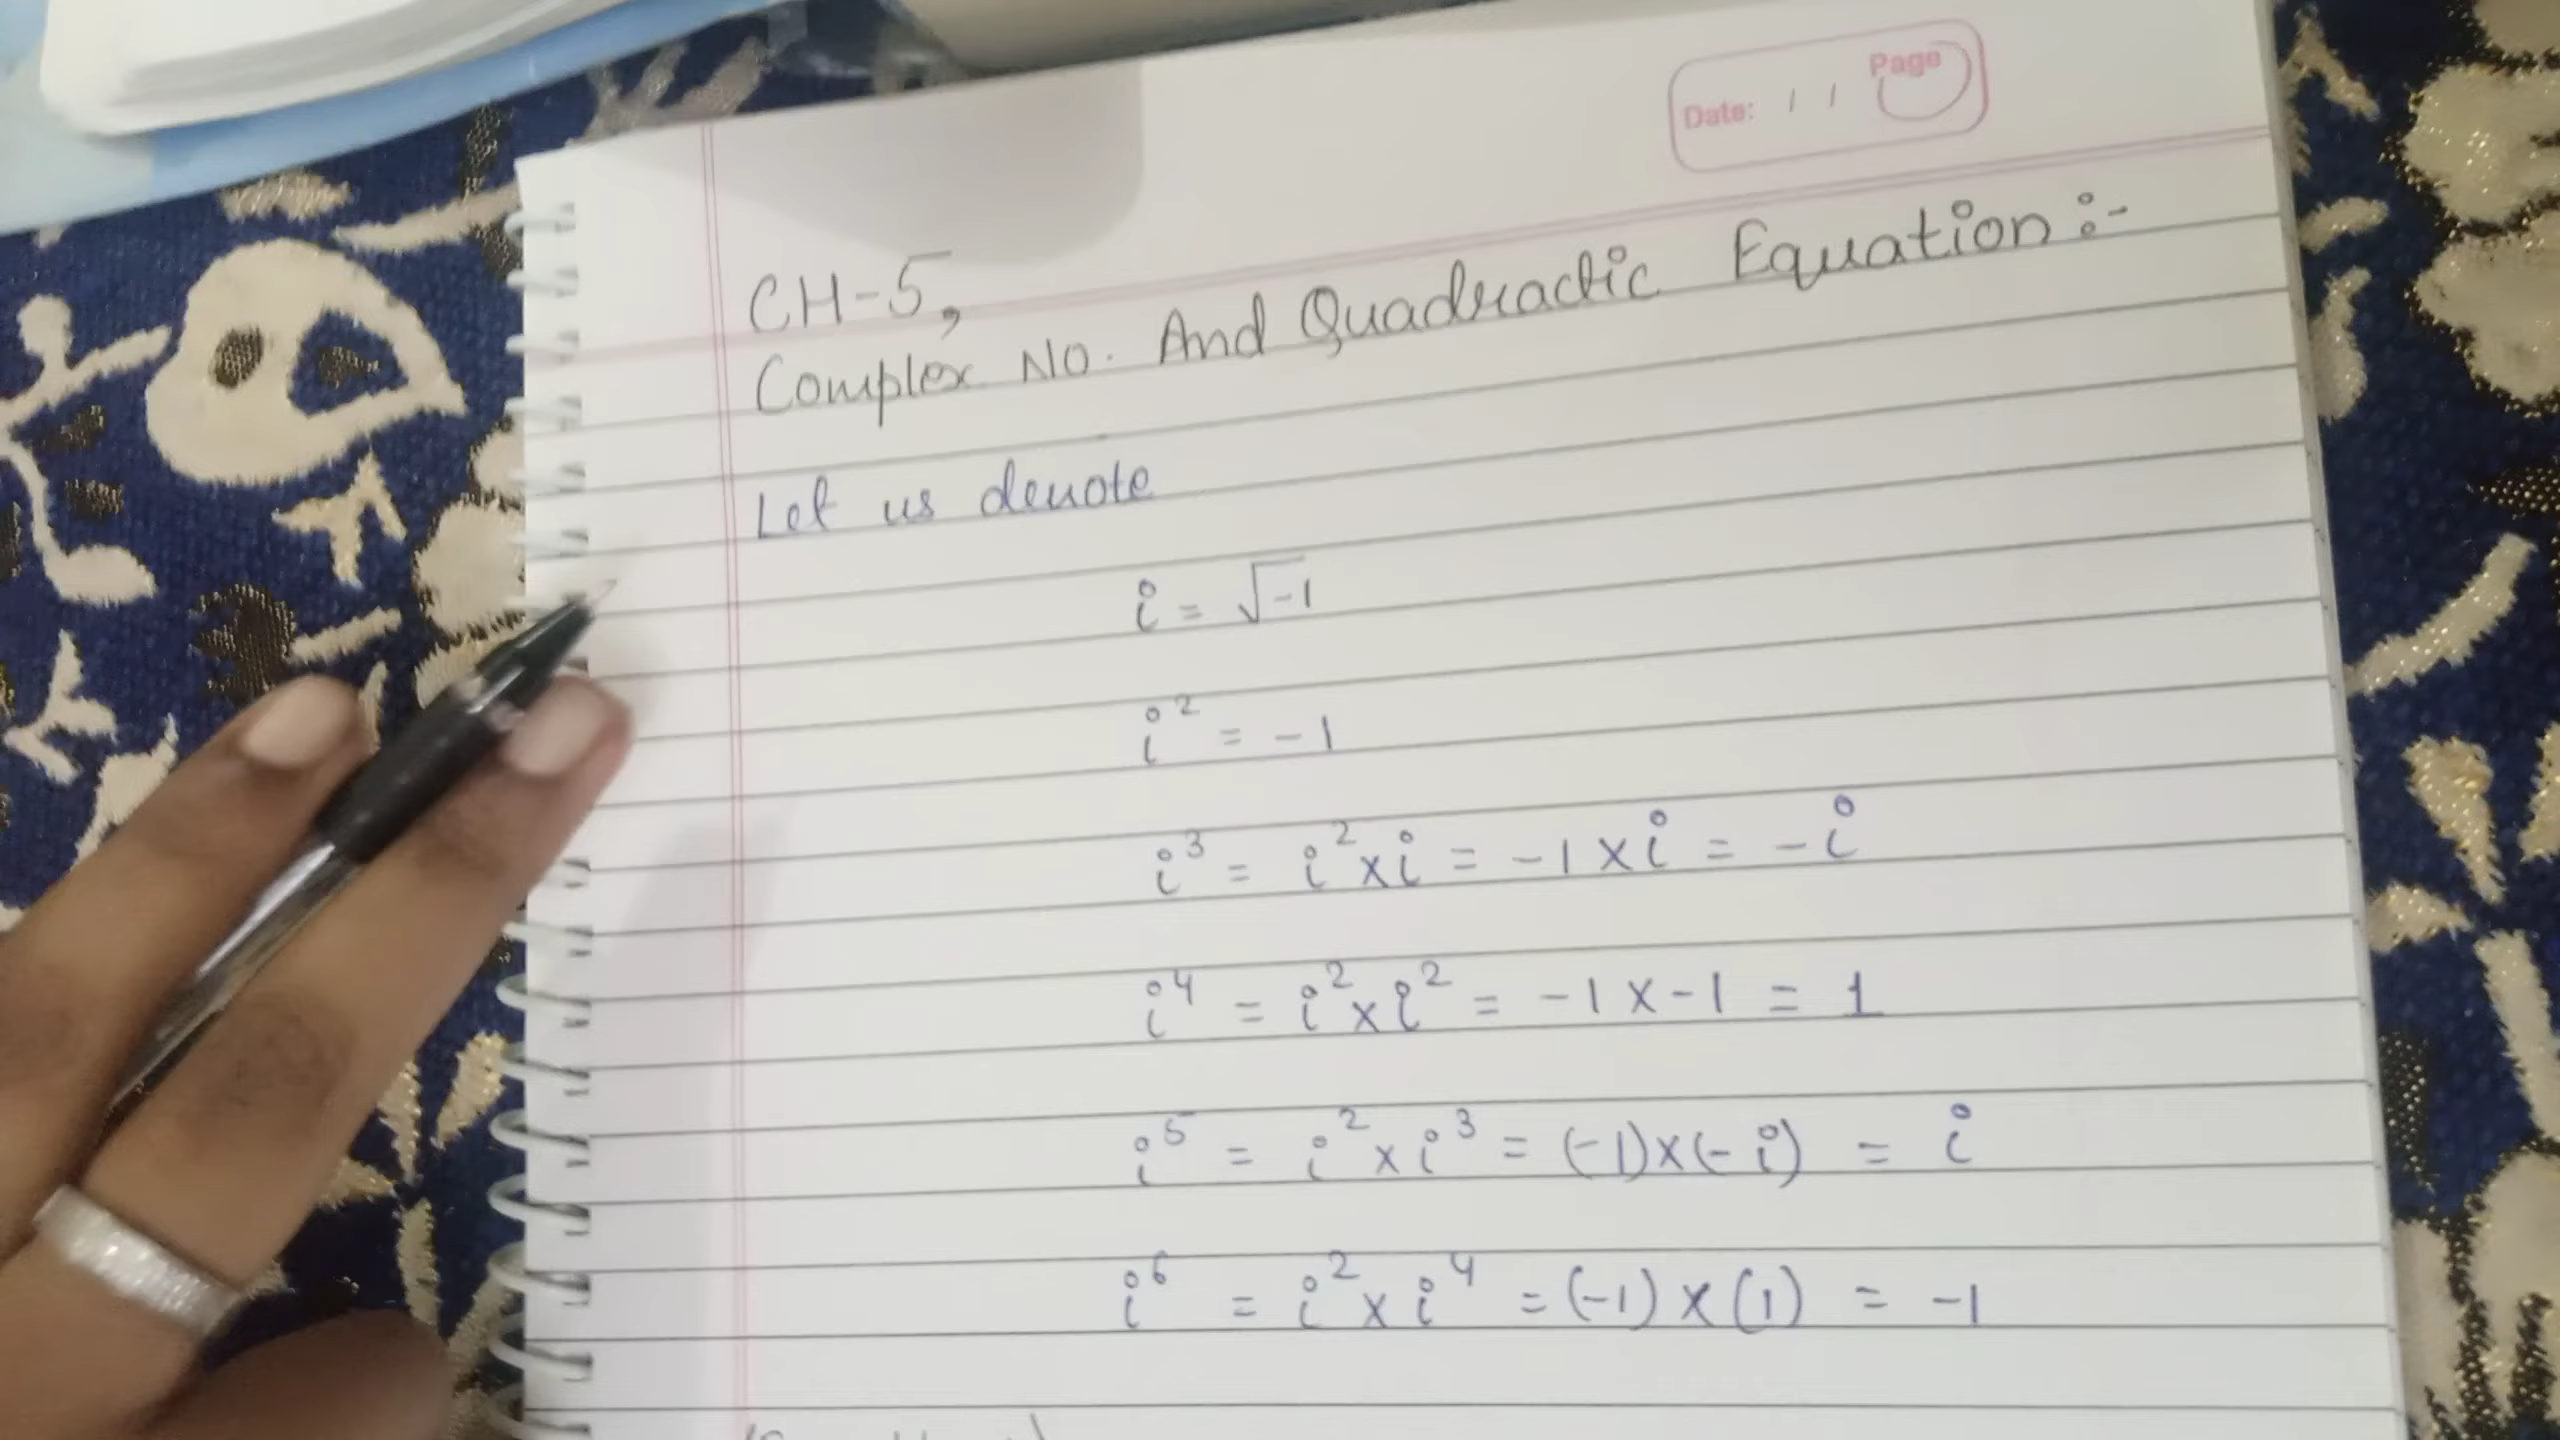 Page
Date: / /
CH-5,
Complex No. And Quadractic Equation :-
Let us denote
i = √-1
i² = -1
i³ = i² × i = -1 × i = -i
i⁴ = i² × i² = -1 × -1 = 1
i⁵ = i² × i³ = (-1) × (-i) = i
i⁶ = i² × i⁴ = (-1) × (1) = -1